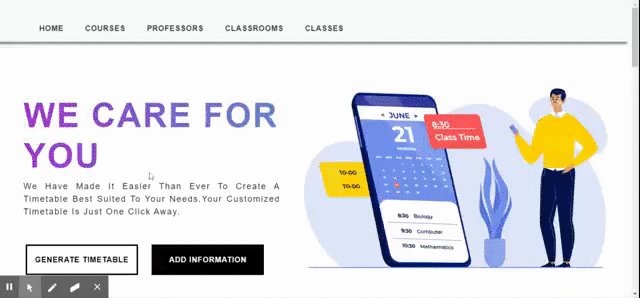 HOME COURSES PROFESSORS CLASSROOMS CLASSES
WE CARE FOR
YOU
We Have Made It Easier Than Ever To Create A
Timetable Best Suited To Your Needs.Your Customized
Timetable Is Just One Click Away.
GENERATE TIMETABLE ADD INFORMATION
< JUNE >
21
8:30
Class Time
10:00
10:00
8:30 Biology
9:30 Computer
10:30 Mathematics